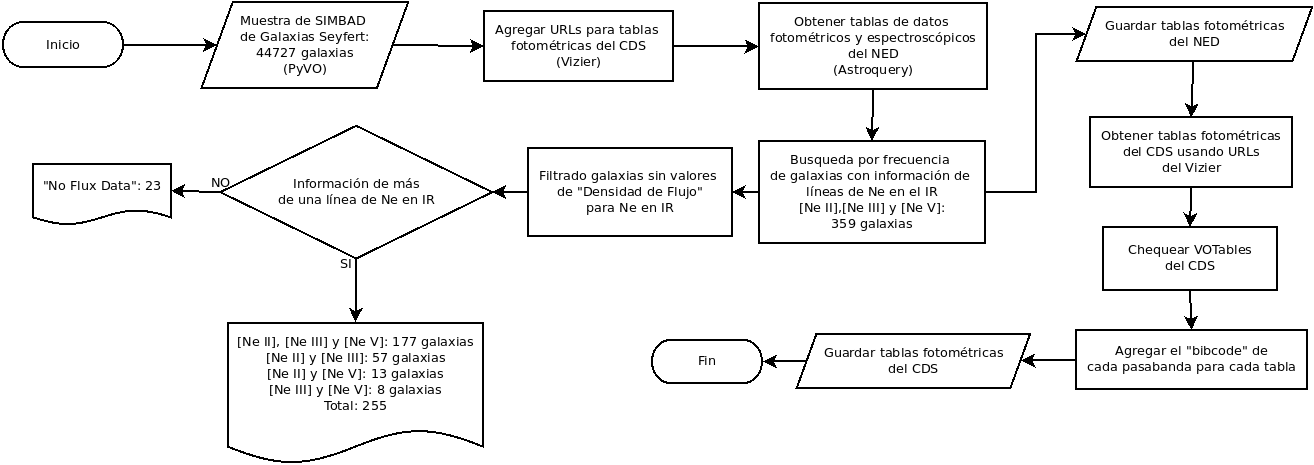 Inicio
Muestra de SIMBAD
de Galaxias Seyfert:
44727 galaxias
(PyVO)
Agregar URLs para tablas
fotométricas del CDS
(Vizier)
Obtener tablas de datos
fotométricos y espectroscópicos
del NED
(Astroquery)
Guardar tablas fotométricas
del NED
Obtener tablas fotométricas
del CDS usando URLs
del Vizier
Chequear VOTables
del CDS
Agregar el "bibcode" de
cada pasabanda para cada tabla
Guardar tablas fotométricas
del CDS
Fin
Busqueda por frecuencia
de galaxias con información de
líneas de Ne en el IR
[Ne II],[Ne III] y [Ne V]:
359 galaxias
Filtrado galaxias sin valores
de "Densidad de Flujo"
para Ne en IR
Información de más
de una línea de Ne en IR
NO
"No Flux Data": 23
SI
[Ne II], [Ne III] y [Ne V]: 177 galaxias
[Ne II] y [Ne III]: 57 galaxias
[Ne II] y [Ne V]: 13 galaxias
[Ne III] y [Ne V]: 8 galaxias
Total: 255